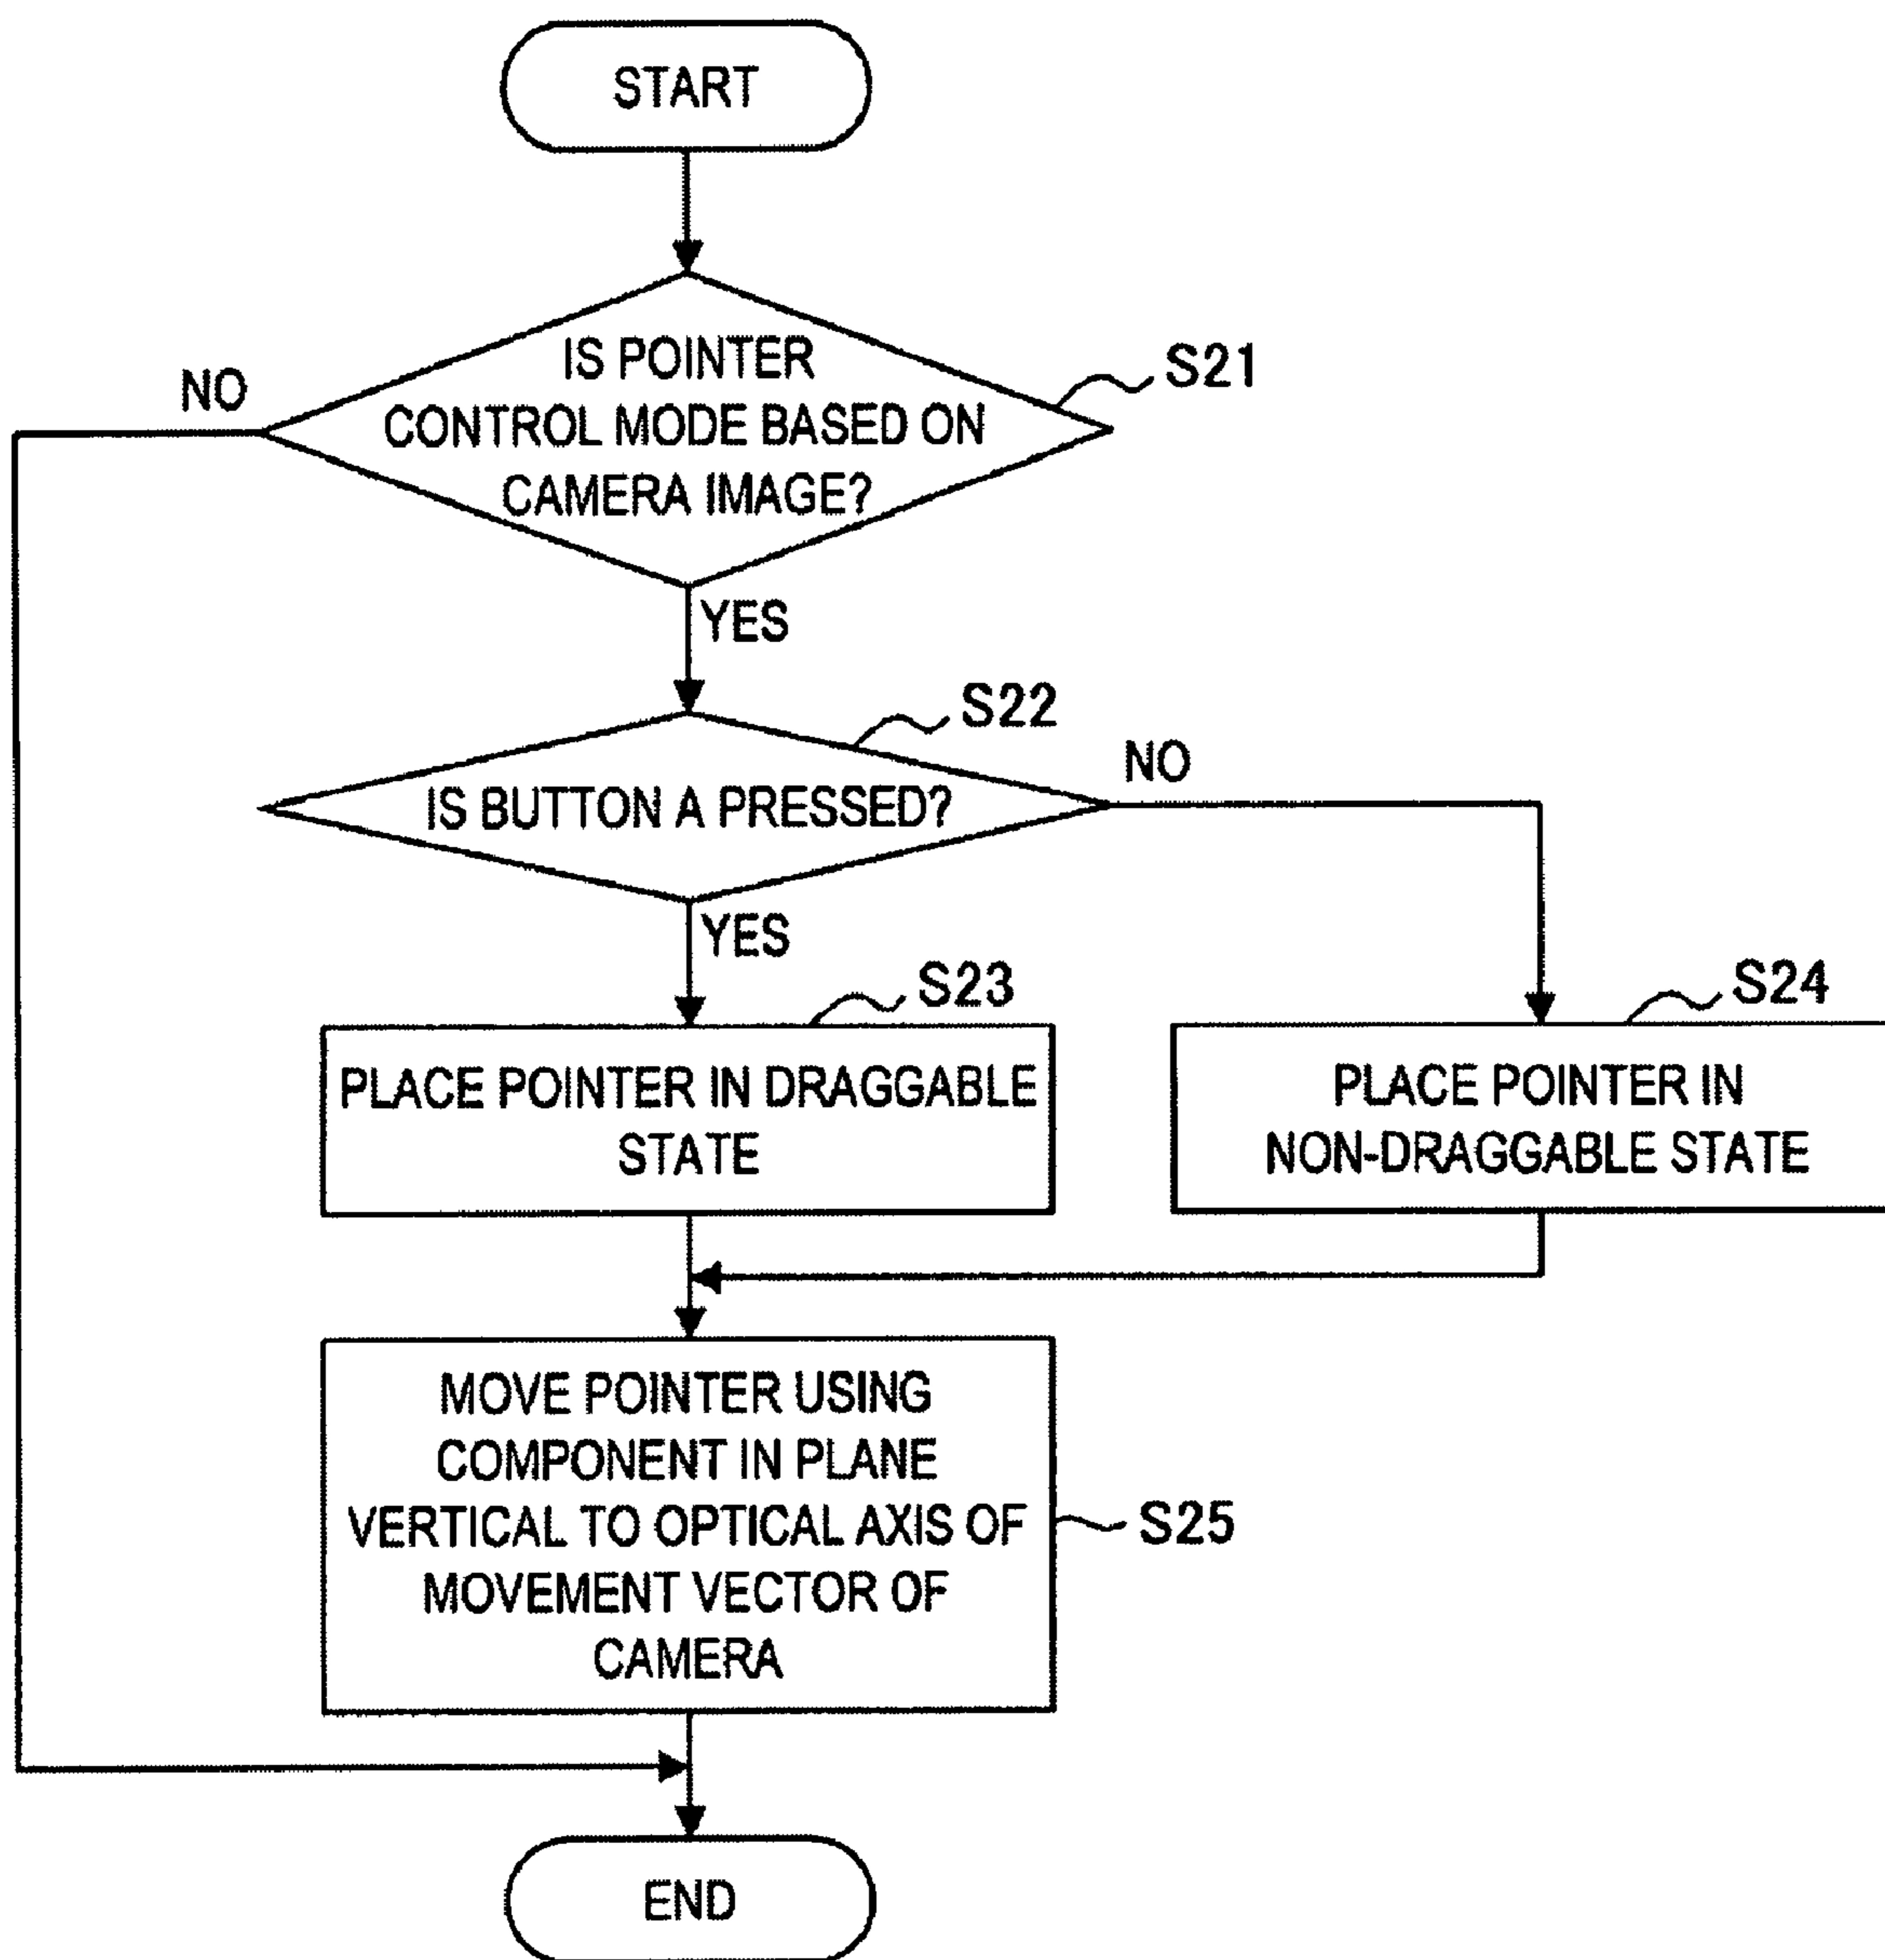 START
IS POINTER
CONTROL MODE BASED ON
CAMERA IMAGE?
S21
NO
YES
S22
IS BUTTON A PRESSED?
NO
YES
S23
S24
PLACE POINTER IN DRAGGABLE
STATE
PLACE POINTER IN
NON-DRAGGABLE STATE
MOVE POINTER USING
COMPONENT IN PLANE
VERTICAL TO OPTICAL AXIS OF
MOVEMENT VECTOR OF
CAMERA
S25
END